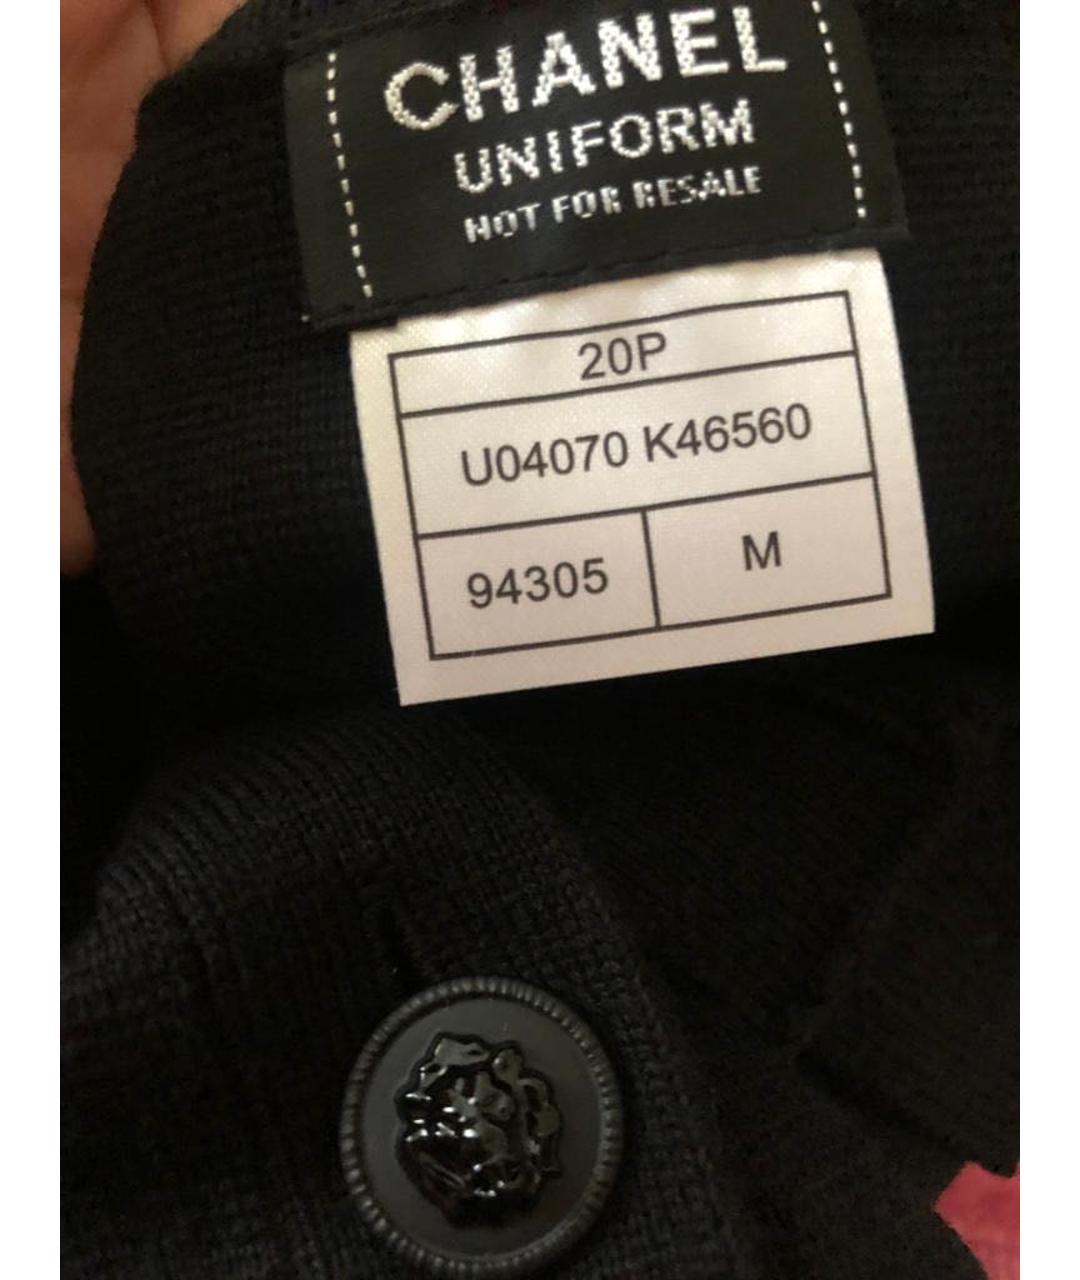 CHANEL
UNIFORM
NOT FOR RESALE
20P
U04070 K46560
94305 M